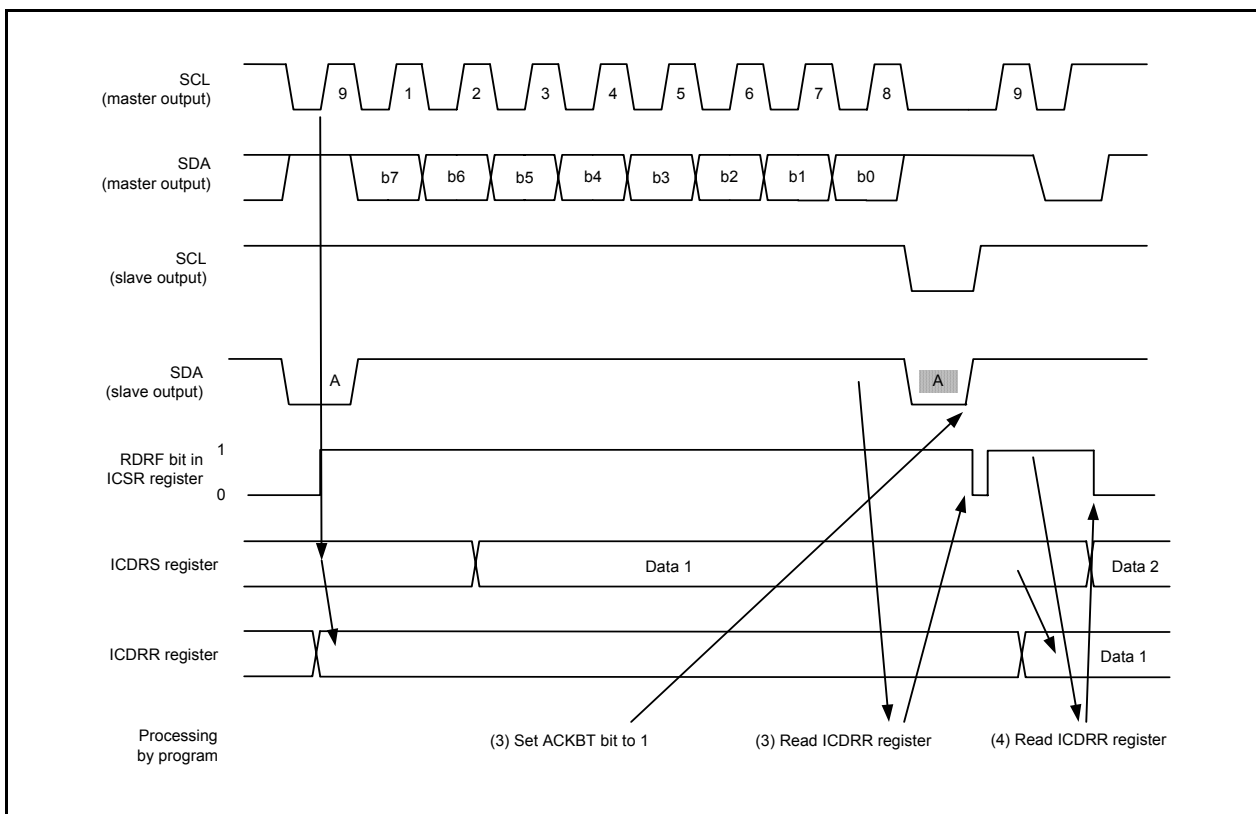 SCL
(master output)
9 1 2 3 4 5 6 7 8 9
SDA
(master output)
b7 b6 b5 b4 b3 b2 b1 b0
SCL
(slave output)
SDA
(slave output)
A A
RDRF bit in
ICSR register
1
0
ICDRS register
Data 1 Data 2
ICDRR register
Data 1
Processing
by program
(3) Set ACKBT bit to 1 (3) Read ICDRR register (4) Read ICDRR register